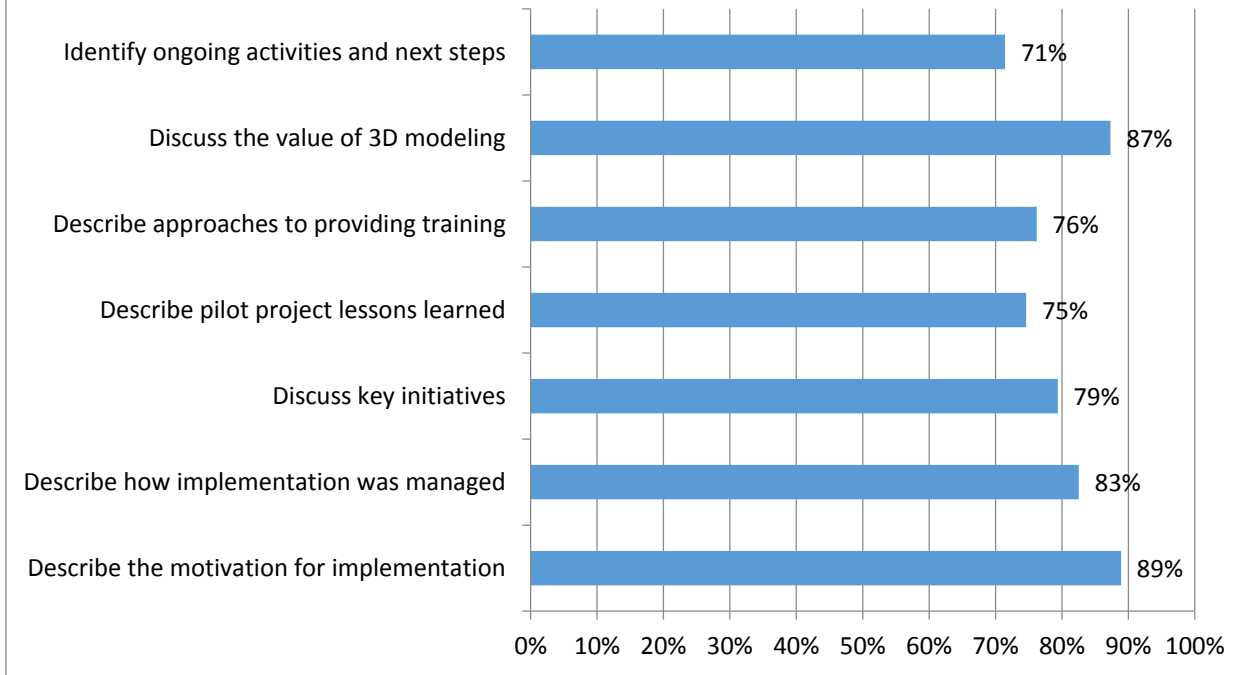 Identify ongoing activities and next steps 71%
Discuss the value of 3D modeling 87%
Describe approaches to providing training 76%
Describe pilot project lessons learned 75%
Discuss key initiatives 79%
Describe how implementation was managed 83%
Describe the motivation for implementation 89%
0% 10% 20% 30% 40% 50% 60% 70% 80% 90% 100%